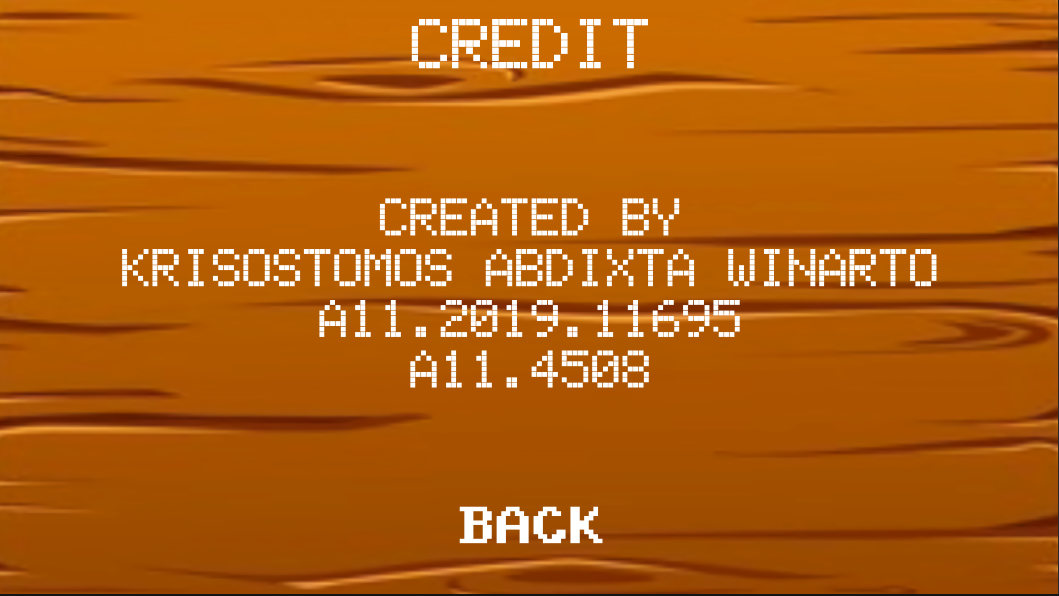 CREDIT
CREATED BY
KRISOSTOMOS ABDIXTA WINARTO
A11.2019.11695
A11.4508
BACK